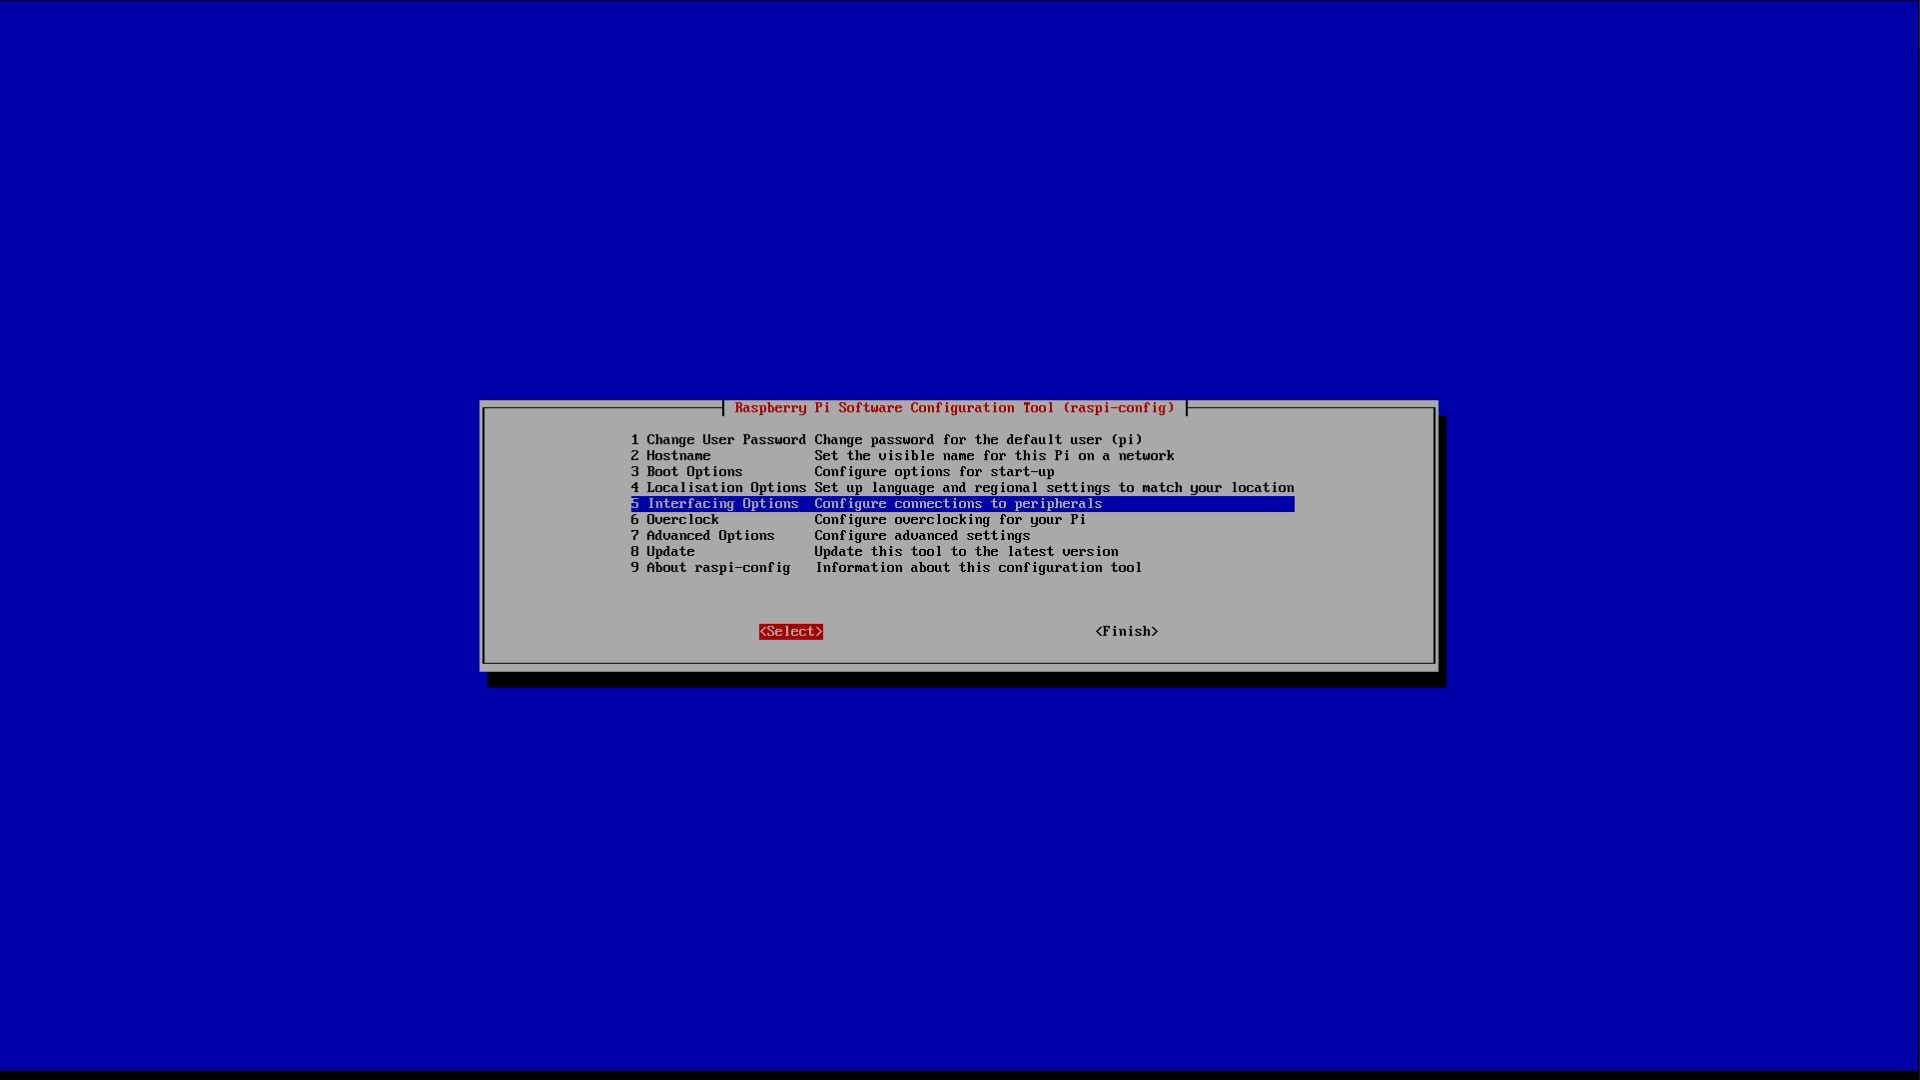 Raspberry Pi Software Configuration Tool (raspi-config)
1 Change User Password Change password for the default user (pi)
2 Hostname Set the visible name for this Pi on a network
3 Boot Options Configure options for start-up
4 Localisation Options Set up language and regional settings to match your location
5 Interfacing Options Configure connections to peripherals
6 Overclock Configure overclocking for your Pi
7 Advanced Options Configure advanced settings
8 Update Update this tool to the latest version
9 About raspi-config Information about this configuration tool
<Select> <Finish>